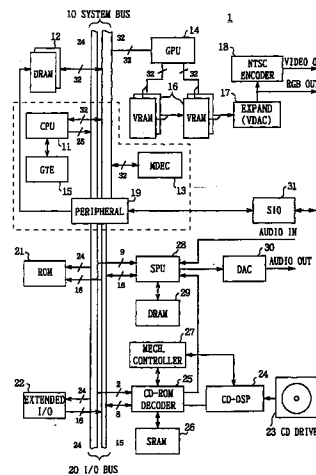 10 SYSTEM BUS
1
24
32
14
GPU
12
DRAM
32
32
32
32
18
NTSC ENCODER
VIDEO O
RGB OUT
16
VRAM
VRAM
17
EXPAND (VDAC)
CPU
32
25
11
GTE
15
MDEC
32
13
19
PERIPHERAL
31
SIO
AUDIO IN
21
ROM
24
16
9
16
28
SPU
30
DAC
AUDIO OUT
29
DRAM
27
MECH. CONTROLLER
22
EXTENDED I/O
24
16
2
8
25
CD-ROM DECODER
24
CD-DSP
23 CD DRIVE
26
SRAM
24
16
20 I/O BUS